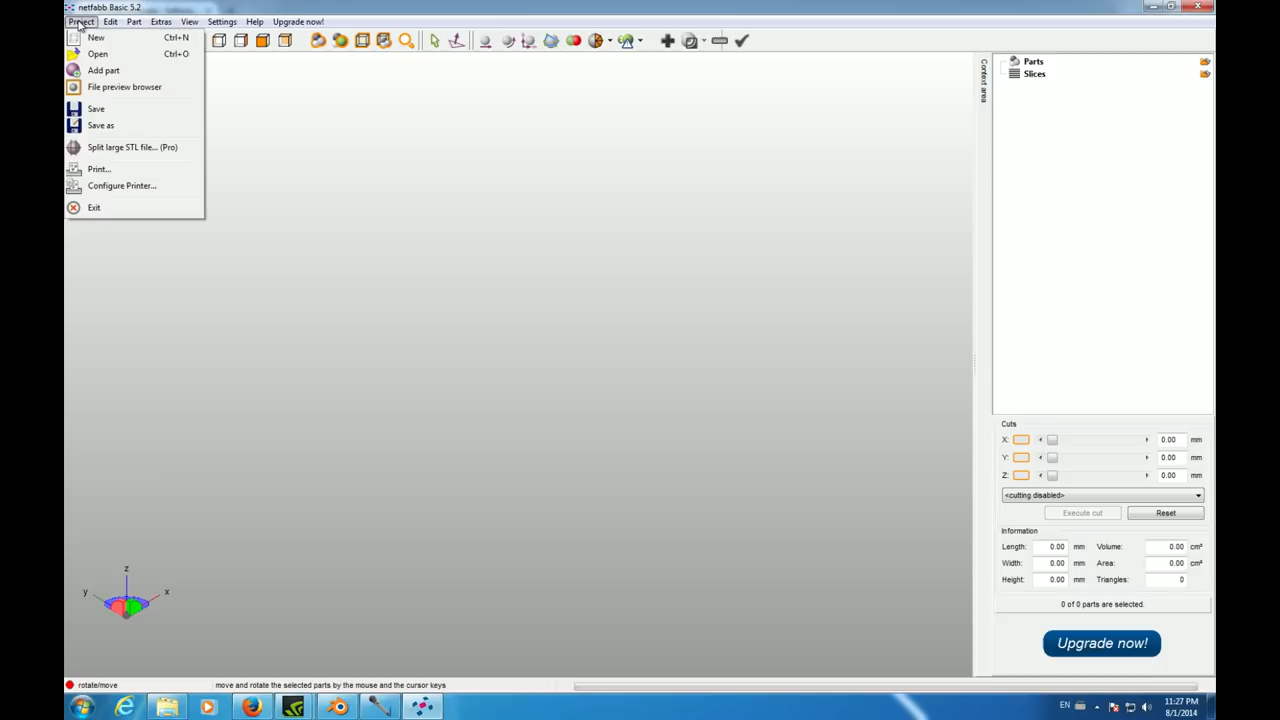 netfabb Basic 5.2
Project Edit Part Extras View Settings Help Upgrade now!
New Ctrl+N
Open Ctrl+O
Add part
File preview browser
Save
Save as
Split large STL file... (Pro)
Print...
Configure Printer...
Exit
Context area
Parts
Slices
Cuts
X: 0.00 mm
Y: 0.00 mm
Z: 0.00 mm
<cutting disabled>
Execute cut Reset
Information
Length: 0.00 mm Volume: 0.00 cm³
Width: 0.00 mm Area: 0.00 cm²
Height: 0.00 mm Triangles: 0
0 of 0 parts are selected.
Upgrade now!
z
y x
rotate/move move and rotate the selected parts by the mouse and the cursor keys
EN 11:27 PM
8/1/2014